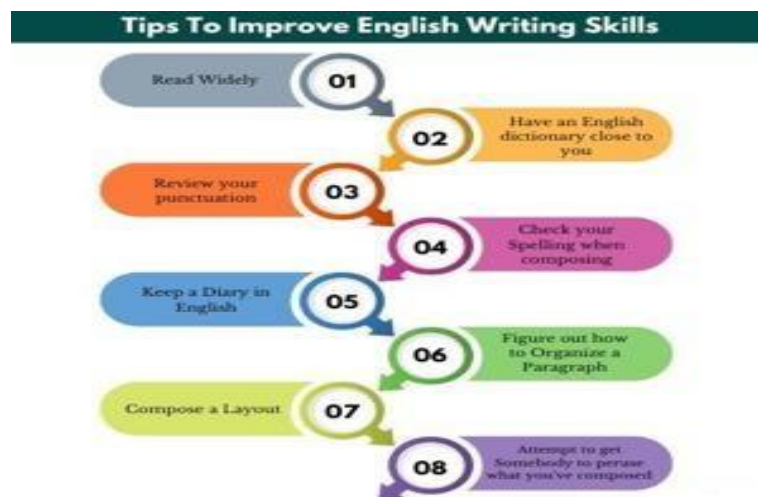 Tips To Improve English Writing Skills
Read Widely
01
02
Have an English
dictionary close to
you
Review your
punctuation
03
04
Check your
Spelling when
composing
Keep a Diary in
English
05
06
Figure out how
to Organize a
Paragraph
Compose a Layout
07
08
Attempt to get
Somebody to peruse
what you've composed